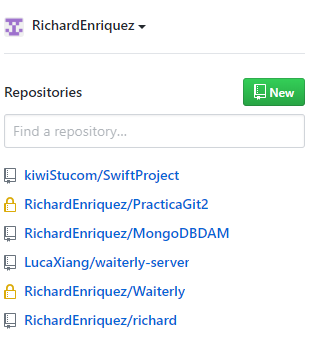 RichardEnriquez
Repositories
New
Find a repository...
kiwiStucom/SwiftProject
RichardEnriquez/PracticaGit2
RichardEnriquez/MongoDBDAM
LucaXiang/waiterly-server
RichardEnriquez/Waiterly
RichardEnriquez/richard